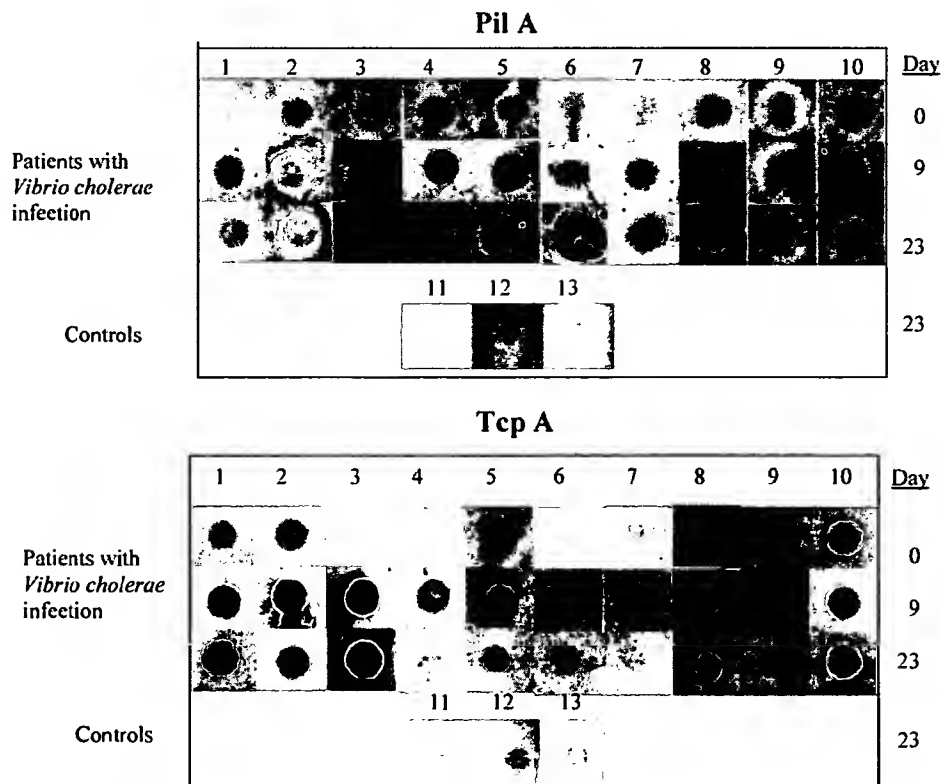 Pil A
1 2 3 4 5 6 7 8 9 10 Day
0
Patients with
Vibrio cholerae
infection
9
23
11 12 13
Controls
23
Tcp A
1 2 3 4 5 6 7 8 9 10 Day
0
Patients with
Vibrio cholerae
infection
9
23
11 12 13
Controls
23